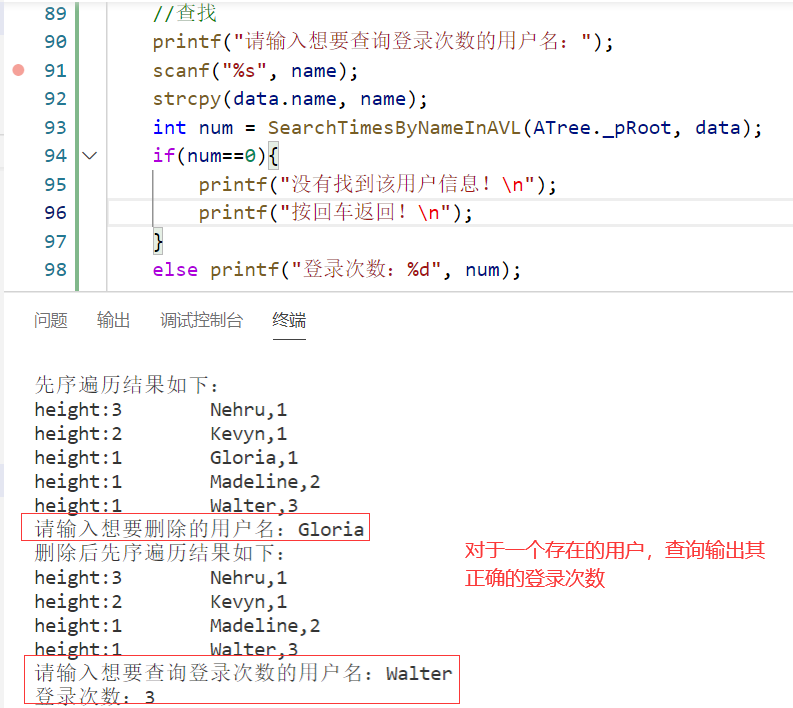 89 //查找
90 printf("请输入想要查询登录次数的用户名：");
91 scanf("%s", name);
92 strcpy(data.name, name);
93 int num = SearchTimesByNameInAVL(ATree._pRoot, data);
94 if(num==0){
95 printf("没有找到该用户信息！\n");
96 printf("按回车返回！\n");
97 }
98 else printf("登录次数：%d", num);
问题 输出 调试控制台 终端
先序遍历结果如下：
height:3 Nehru,1
height:2 Kevyn,1
height:1 Gloria,1
height:1 Madeline,2
height:1 Walter,3
请输入想要删除的用户名：Gloria
删除后先序遍历结果如下：
height:3 Nehru,1
height:2 Kevyn,1
height:1 Madeline,2
height:1 Walter,3
请输入想要查询登录次数的用户名：Walter
登录次数：3
对于一个存在的用户，查询输出其
正确的登录次数